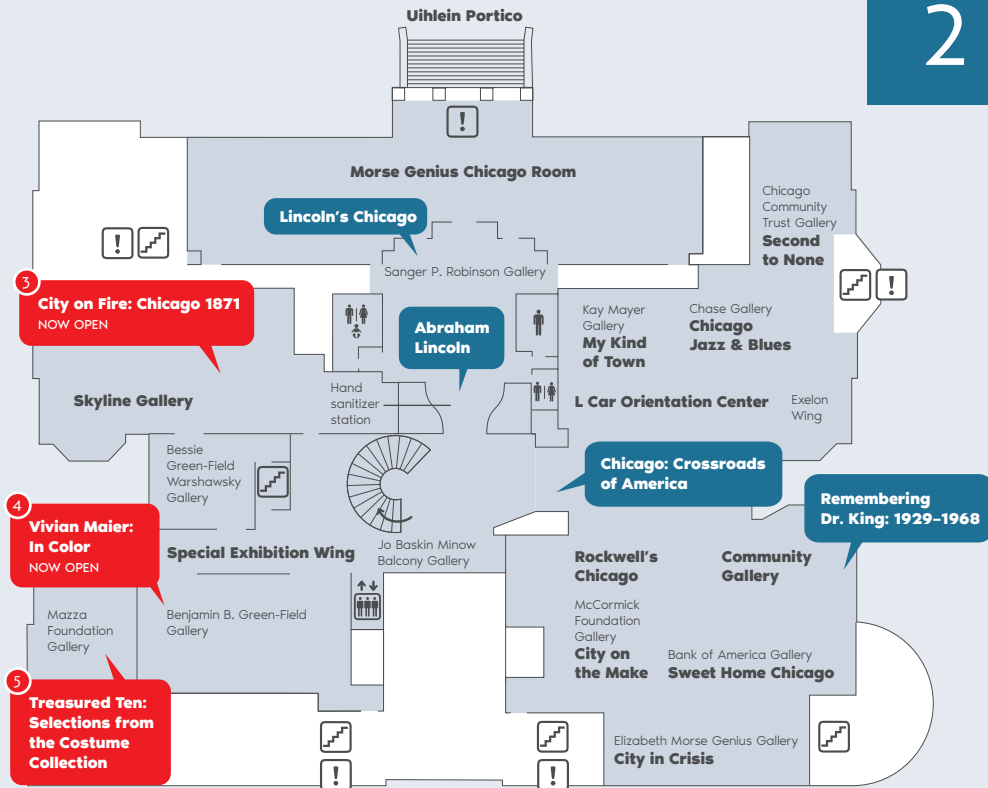 Uihlein Portico
2
!
Morse Genius Chicago Room
Lincoln's Chicago
Sanger P. Robinson Gallery
Chicago
Community
Trust Gallery
Second
to None
!
!
3
City on Fire: Chicago 1871
NOW OPEN
Skyline Gallery
Abraham
Lincoln
Hand
sanitizer
station
Kay Mayer
Gallery
My Kind
of Town
Chase Gallery
Chicago
Jazz & Blues
L Car Orientation Center
Exelon
Wing
Bessie
Green-Field
Warshawsky
Gallery
Chicago: Crossroads
of America
Remembering
Dr. King: 1929–1968
4
Vivian Maier:
In Color
NOW OPEN
Special Exhibition Wing
Jo Baskin Minow
Balcony Gallery
Rockwell's
Chicago
Community
Gallery
Mazza
Foundation
Gallery
Benjamin B. Green-Field
Gallery
McCormick
Foundation
Gallery
City on
the Make
Bank of America Gallery
Sweet Home Chicago
5
Treasured Ten:
Selections from
the Costume
Collection
Elizabeth Morse Genius Gallery
City in Crisis
!
!